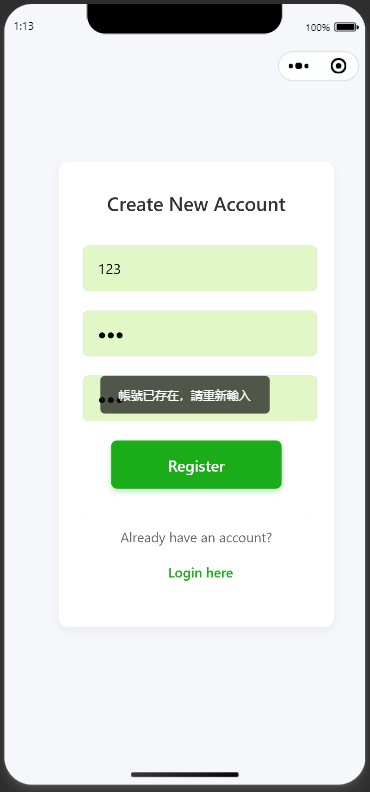 1:13
100%
Create New Account
123
帳號已存在，請重新輸入
Register
Already have an account?
Login here